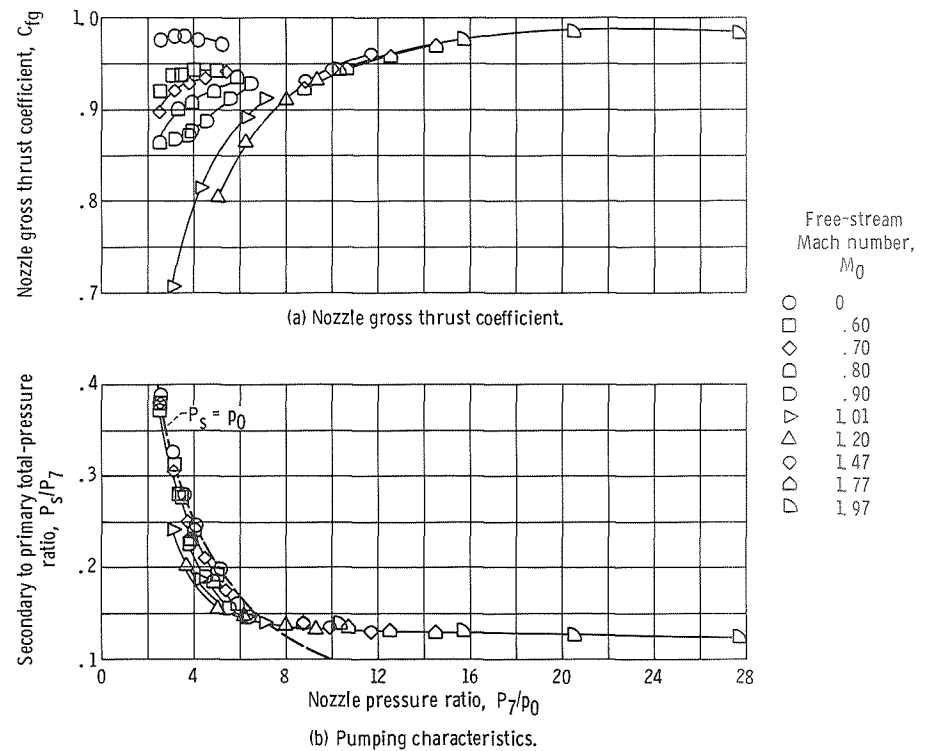 Nozzle gross thrust coefficient, Cfg
1.0
.9
.8
.7
(a) Nozzle gross thrust coefficient.
Secondary to primary total-pressure
ratio, Ps/P7
.4
.3
.2
.1
Ps = p0
0 4 8 12 16 20 24 28
Nozzle pressure ratio, P7/p0
(b) Pumping characteristics.
Free-stream
Mach number,
M0
0
.60
.70
.80
.90
1.01
1.20
1.47
1.77
1.97